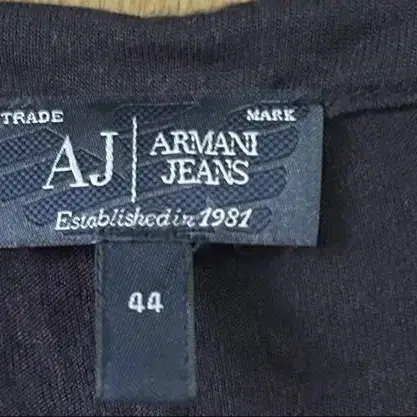 TRADE MARK
AJ ARMANI
JEANS
Established in 1981
44